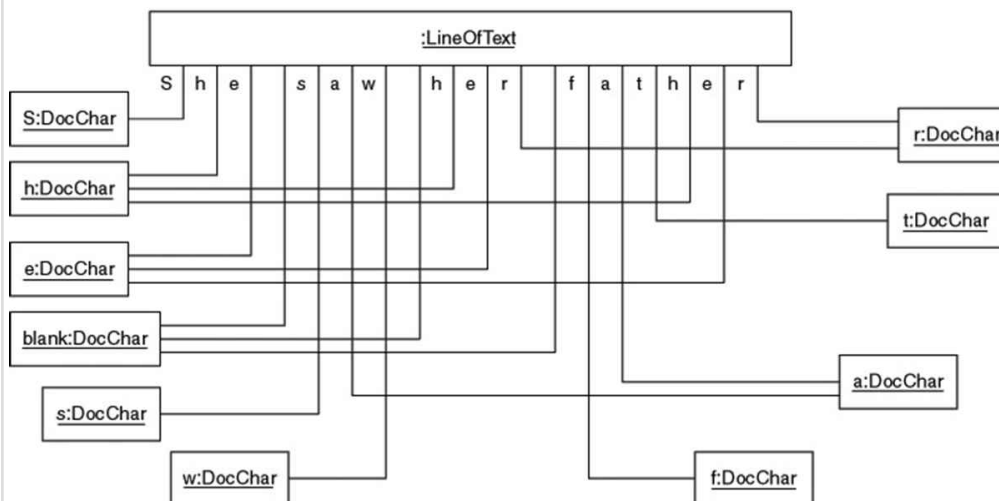 :LineOfText
S h e s a w h e r f a t h e r
S:DocChar
r:DocChar
h:DocChar
t:DocChar
e:DocChar
blank:DocChar
a:DocChar
s:DocChar
w:DocChar
f:DocChar